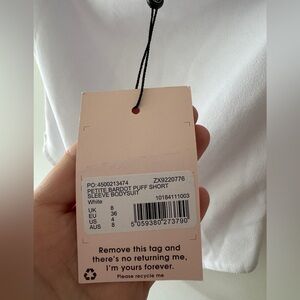 PO:4500213474 ZX9220776
PETITE BARDOT PUFF SHORT
SLEEVE BODYSUIT
White 10184111003
UK 8
EU 36
US 4
AUS 8
5 059380 273790
Remove this tag and
there's no returning me,
I'm yours forever.
Please recycle me